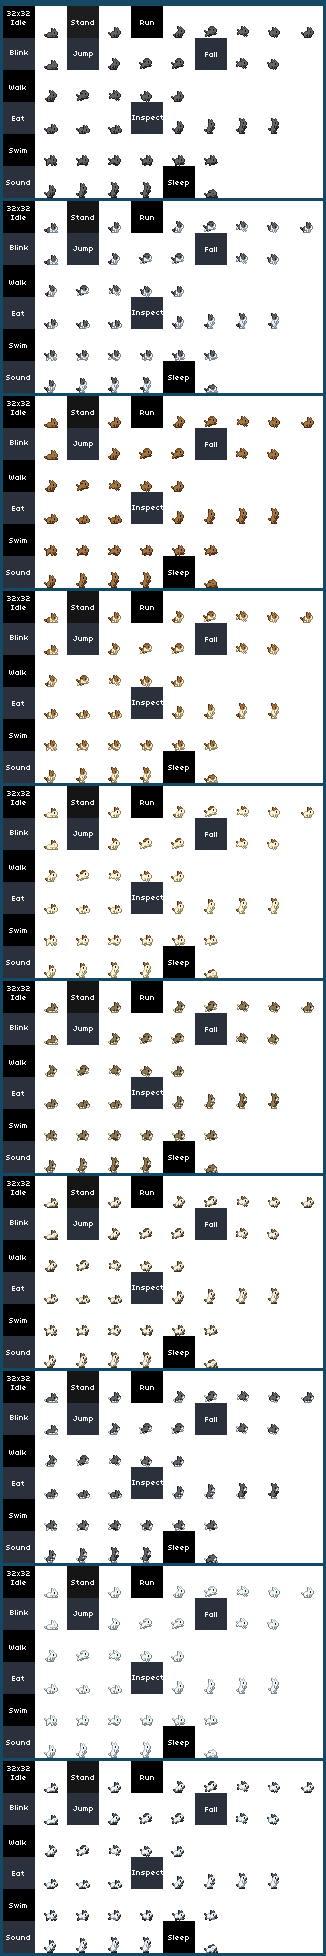 32x32
Idle Stand Run
Blink Jump Fall
Walk
Eat Inspect
Swim
Sound Sleep
32x32
Idle Stand Run
Blink Jump Fall
Walk
Eat Inspect
Swim
Sound Sleep
32x32
Idle Stand Run
Blink Jump Fall
Walk
Eat Inspect
Swim
Sound Sleep
32x32
Idle Stand Run
Blink Jump Fall
Walk
Eat Inspect
Swim
Sound Sleep
32x32
Idle Stand Run
Blink Jump Fall
Walk
Eat Inspect
Swim
Sound Sleep
32x32
Idle Stand Run
Blink Jump Fall
Walk
Eat Inspect
Swim
Sound Sleep
32x32
Idle Stand Run
Blink Jump Fall
Walk
Eat Inspect
Swim
Sound Sleep
32x32
Idle Stand Run
Blink Jump Fall
Walk
Eat Inspect
Swim
Sound Sleep
32x32
Idle Stand Run
Blink Jump Fall
Walk
Eat Inspect
Swim
Sound Sleep
32x32
Idle Stand Run
Blink Jump Fall
Walk
Eat Inspect
Swim
Sound Sleep